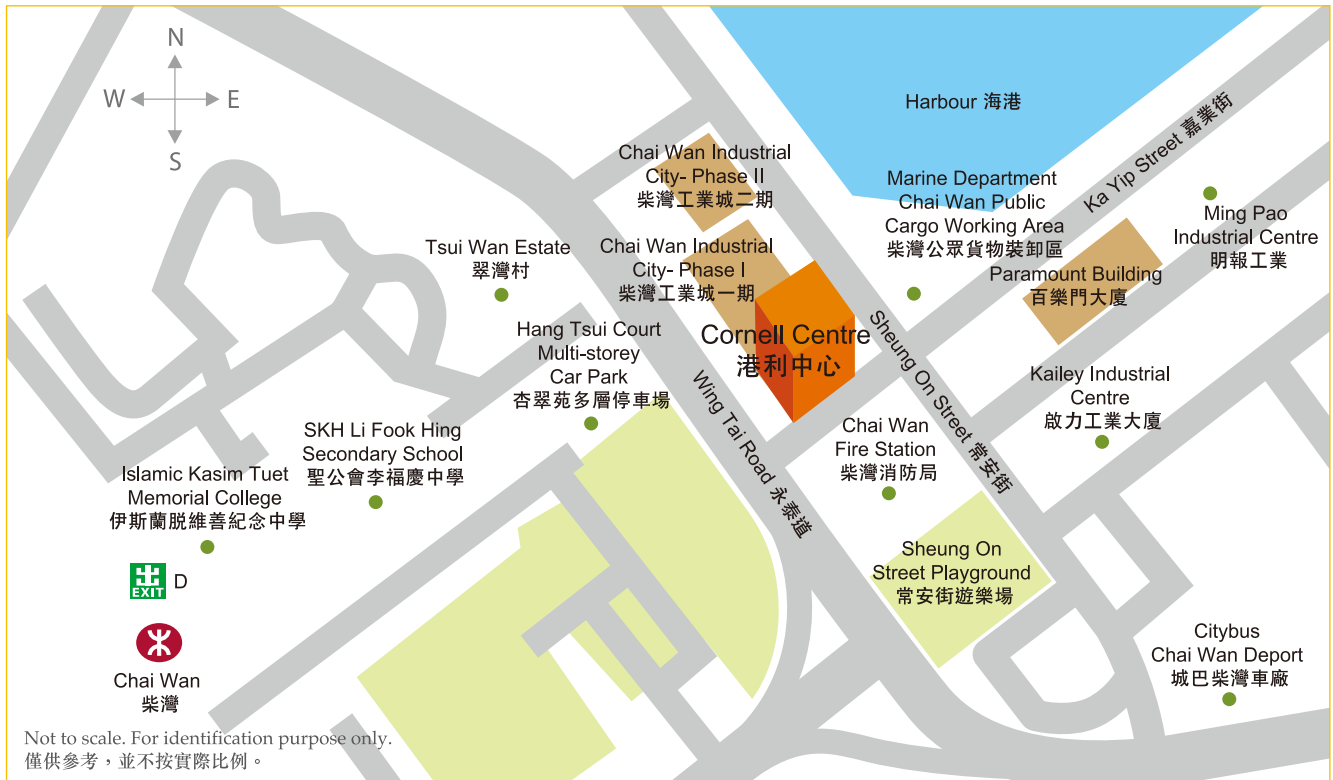 N
W
E
S
Harbour 海港
Ka Yip Street 嘉業街
Chai Wan Industrial
City- Phase II
柴灣工業城二期
Marine Department
Chai Wan Public
Cargo Working Area
柴灣公眾貨物裝卸區
Ming Pao
Industrial Centre
明報工業
Tsui Wan Estate
翠灣村
Chai Wan Industrial
City- Phase I
柴灣工業城一期
Paramount Building
百樂門大廈
Hang Tsui Court
Multi-storey
Car Park
杏翠苑多層停車場
Cornell Centre
港利中心
Sheung On Street 常安街
Wing Tai Road 永泰道
Kailey Industrial
Centre
啟力工業大廈
SKH Li Fook Hing
Secondary School
聖公會李福慶中學
Chai Wan
Fire Station
柴灣消防局
Islamic Kasim Tuet
Memorial College
伊斯蘭脱維善紀念中學
Sheung On
Street Playground
常安街遊樂場
出
EXIT
D
Chai Wan
柴灣
Citybus
Chai Wan Deport
城巴柴灣車廠
Not to scale. For identification purpose only.
僅供參考，並不按實際比例。